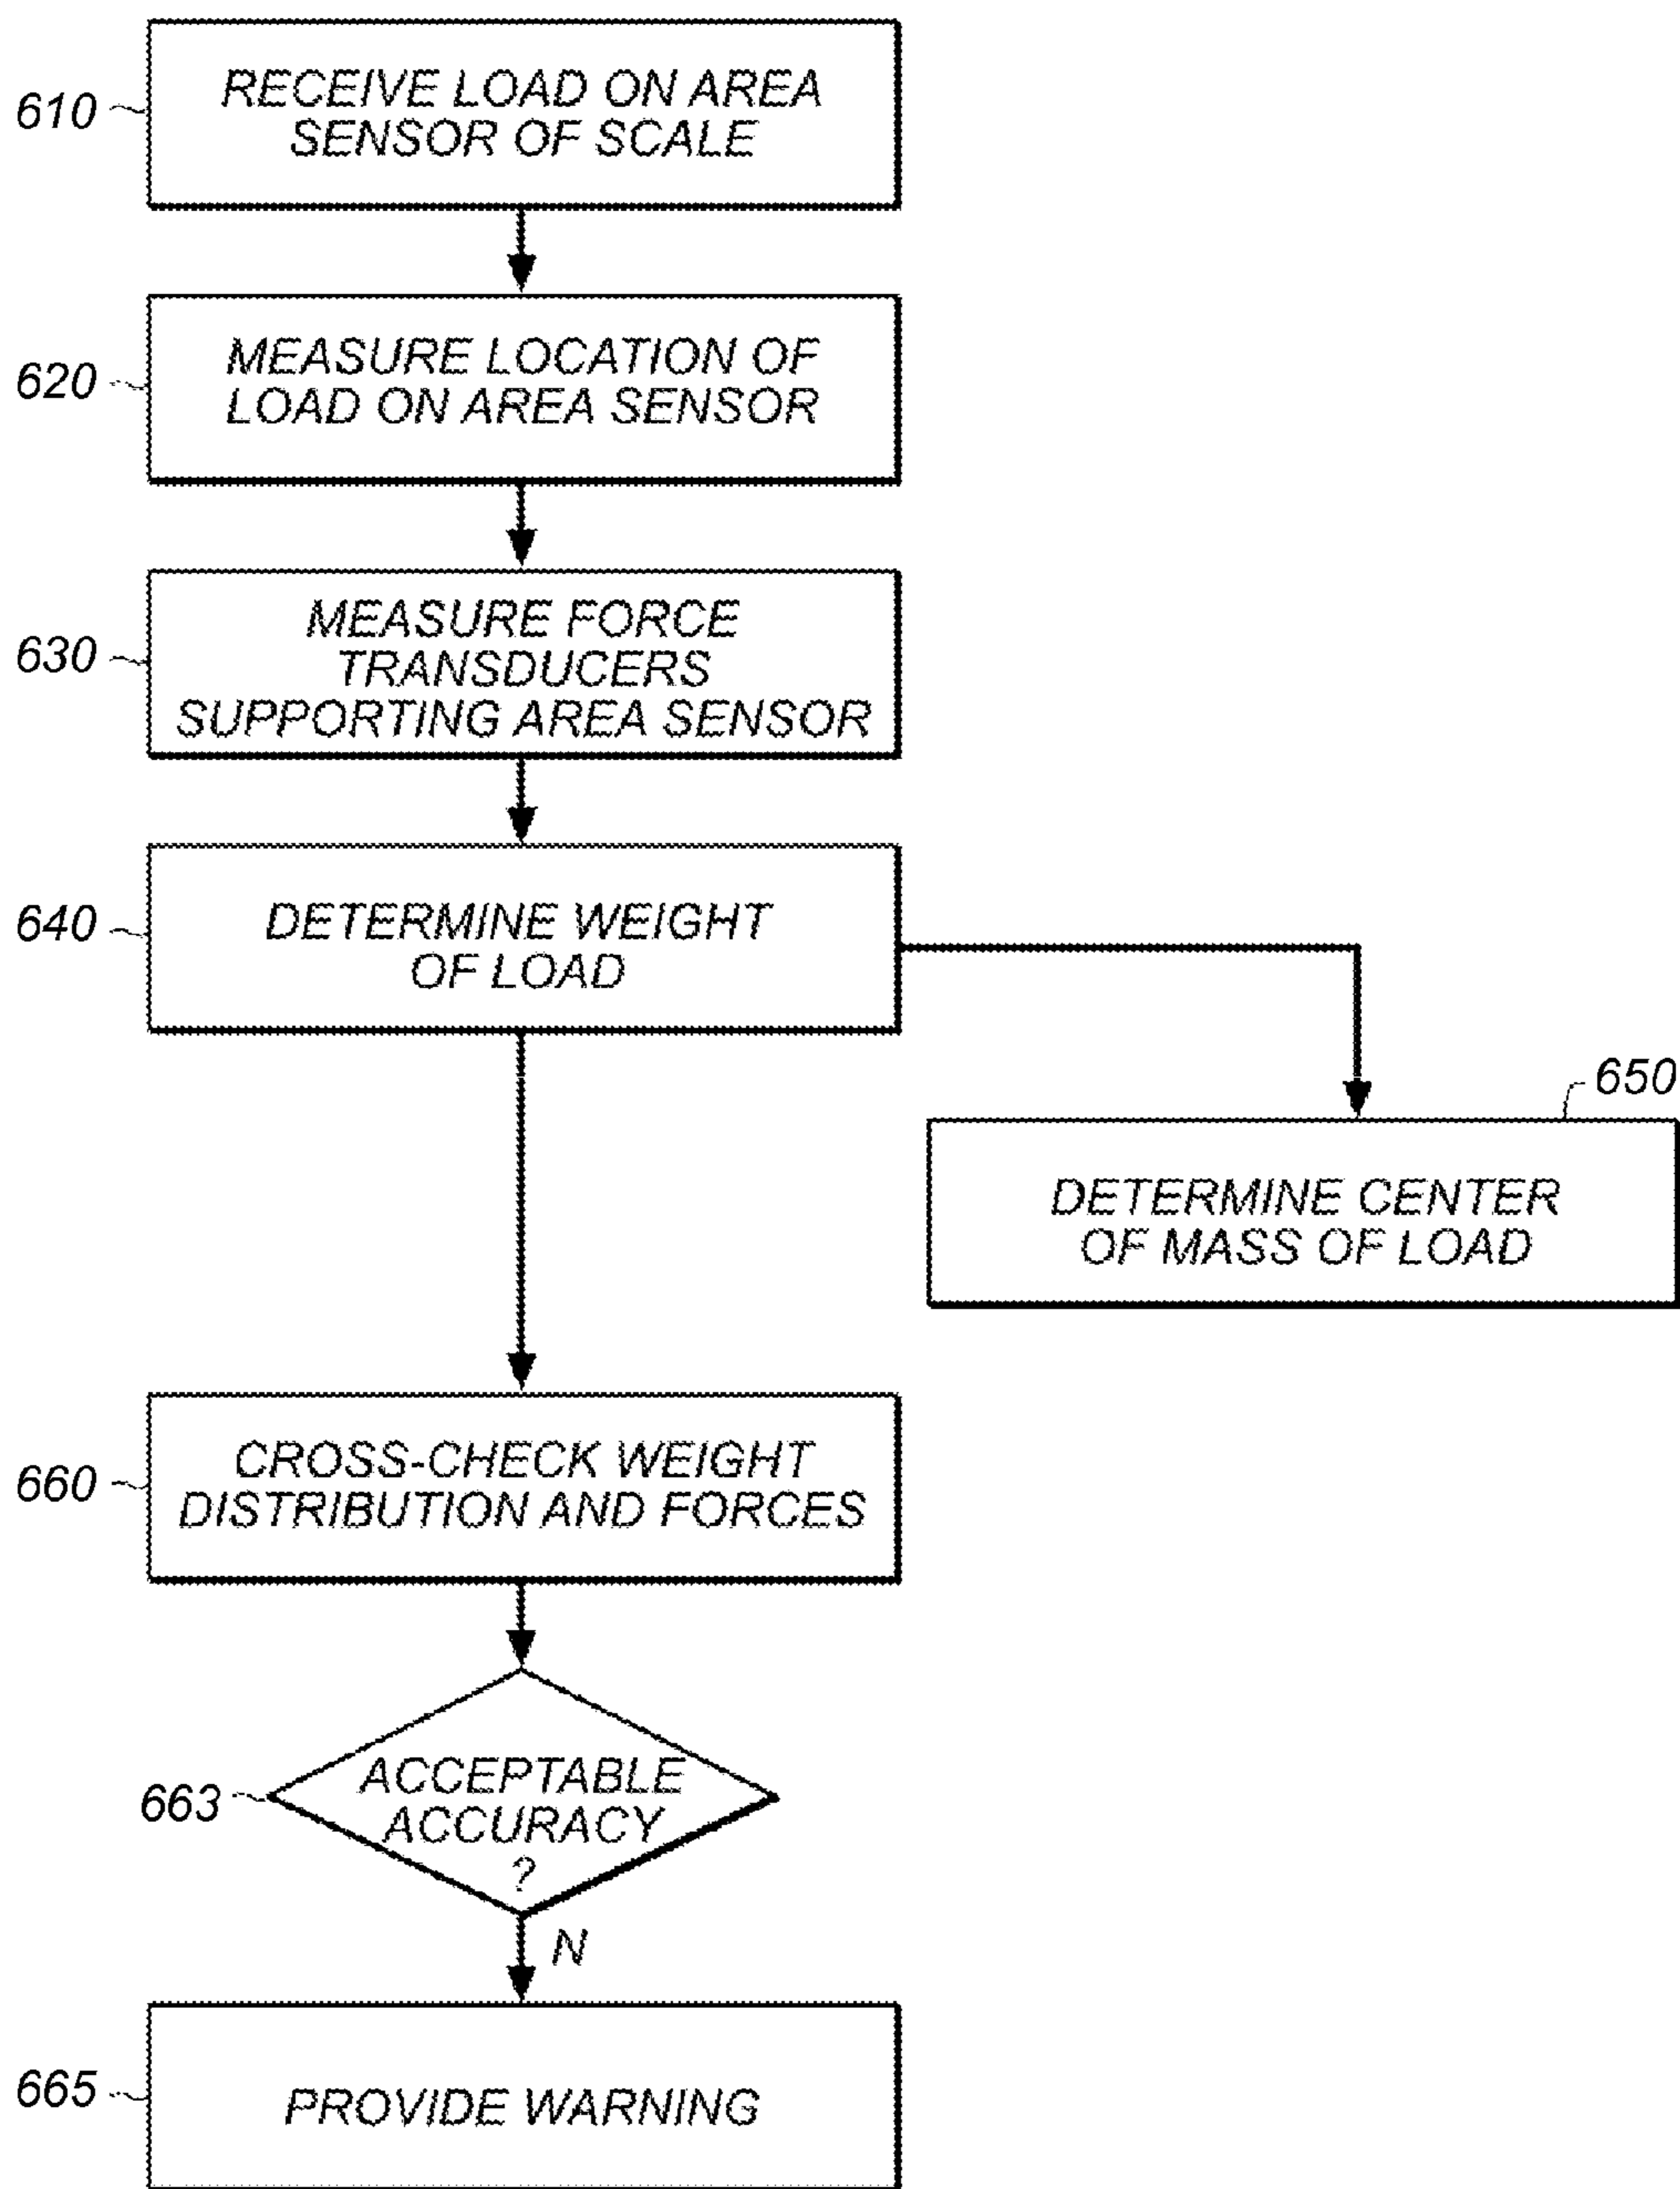 610
RECEIVE LOAD ON AREA
SENSOR OF SCALE
620
MEASURE LOCATION OF
LOAD ON AREA SENSOR
630
MEASURE FORCE
TRANSDUCERS
SUPPORTING AREA SENSOR
640
DETERMINE WEIGHT
OF LOAD
650
DETERMINE CENTER
OF MASS OF LOAD
660
CROSS-CHECK WEIGHT
DISTRIBUTION AND FORCES
663
ACCEPTABLE
ACCURACY
?
N
665
PROVIDE WARNING